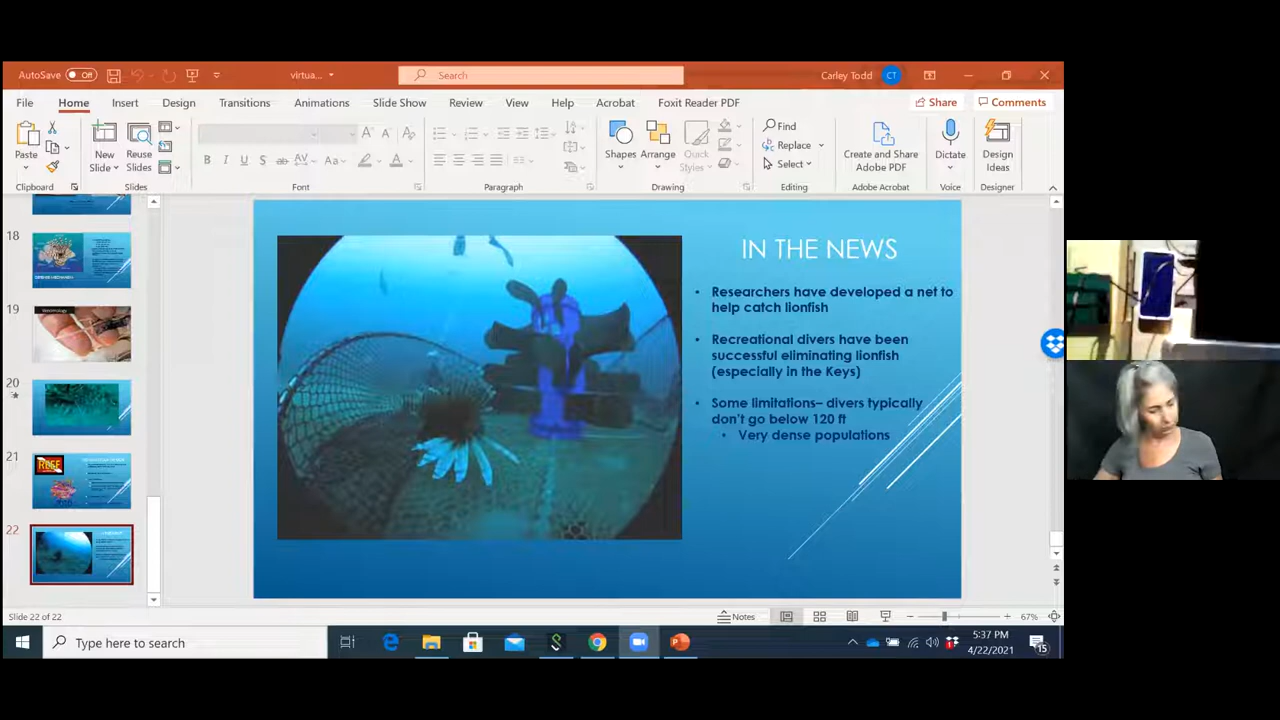 AutoSave Off
virtua...
Search
Carley Todd CT
File Home Insert Design Transitions Animations Slide Show Review View Help Acrobat Foxit Reader PDF Share Comments
Paste
New Slide
Reuse Slides
B I U S ab AV Aa A
Shapes
Arrange
Quick Styles
Find
Replace
Select
Create and Share Adobe PDF
Dictate
Design Ideas
Clipboard Slides Font Paragraph Drawing Editing Adobe Acrobat Voice Designer
18
19
20
21
REEF
22
IN THE NEWS
• Researchers have developed a net to
help catch lionfish
• Recreational divers have been
successful eliminating lionfish
(especially in the Keys)
• Some limitations– divers typically
don't go below 120 ft
• Very dense populations
Slide 22 of 22
Notes
67%
Type here to search
5:37 PM
4/22/2021
15